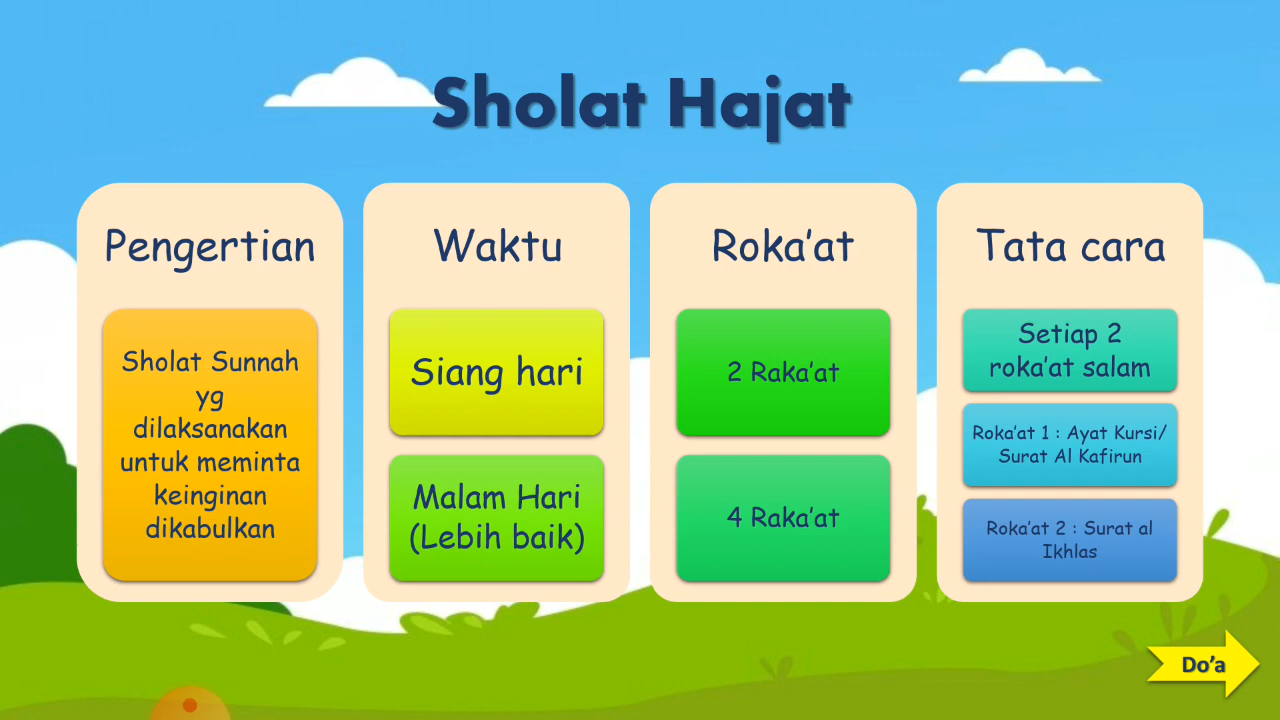 Sholat Hajat
Pengertian
Sholat Sunnah
yg
dilaksanakan
untuk meminta
keinginan
dikabulkan
Waktu
Siang hari
Malam Hari
(Lebih baik)
Roka’at
2 Raka’at
4 Raka’at
Tata cara
Setiap 2
roka’at salam
Roka’at 1 : Ayat Kursi/
Surat Al Kafirun
Roka’at 2 : Surat al
Ikhlas
Do’a